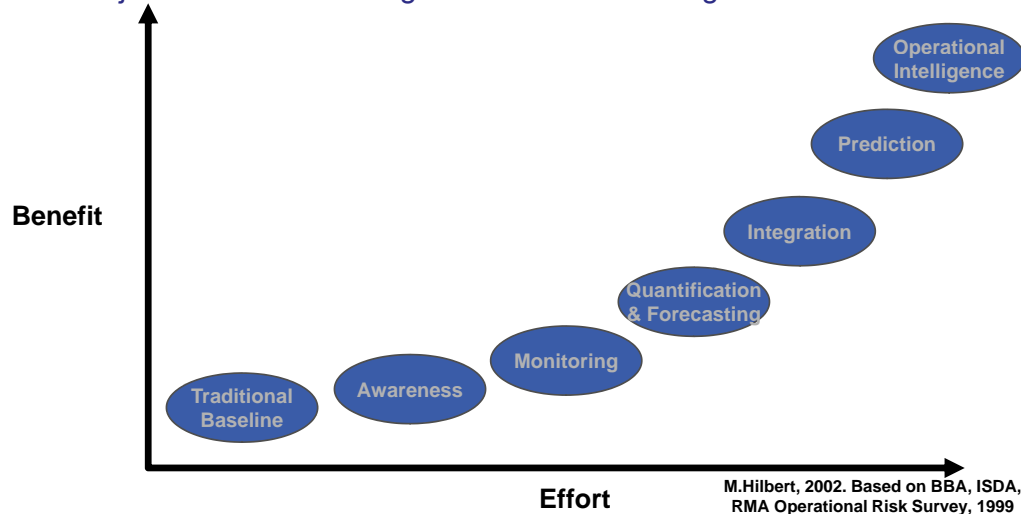 Operational
Intelligence
Prediction
Benefit
Integration
Quantification
& Forecasting
Monitoring
Awareness
Traditional
Baseline
Effort
M.Hilbert, 2002. Based on BBA, ISDA,
RMA Operational Risk Survey, 1999